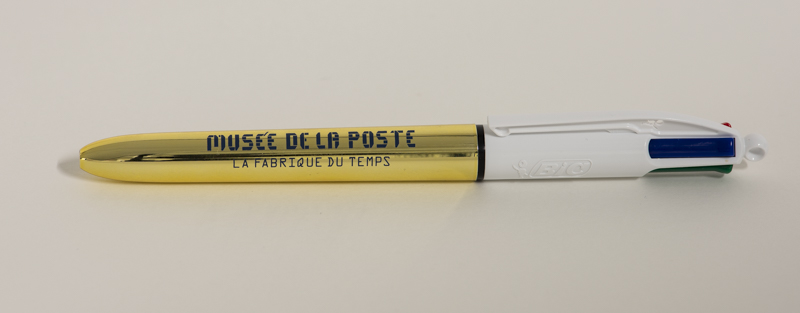 MUSÉE DE LA POSTE
LA FABRIQUE DU TEMPS
BIC